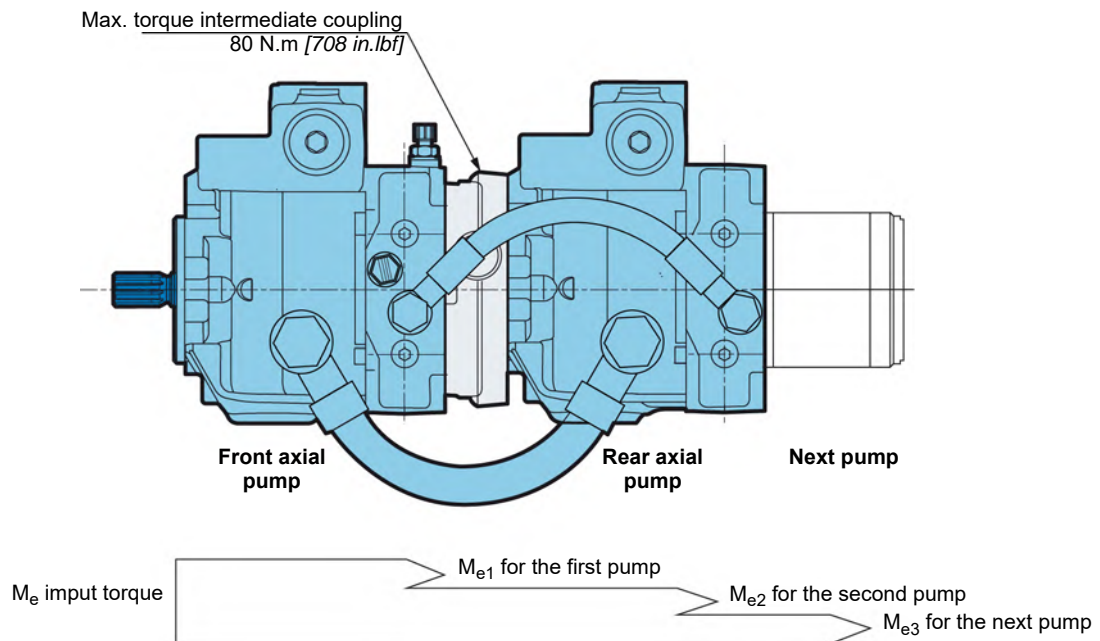 Max. torque intermediate coupling
80 N.m [708 in.lbf]
Front axial
pump
Rear axial
pump
Next pump
Me imput torque
Me1 for the first pump
Me2 for the second pump
Me3 for the next pump